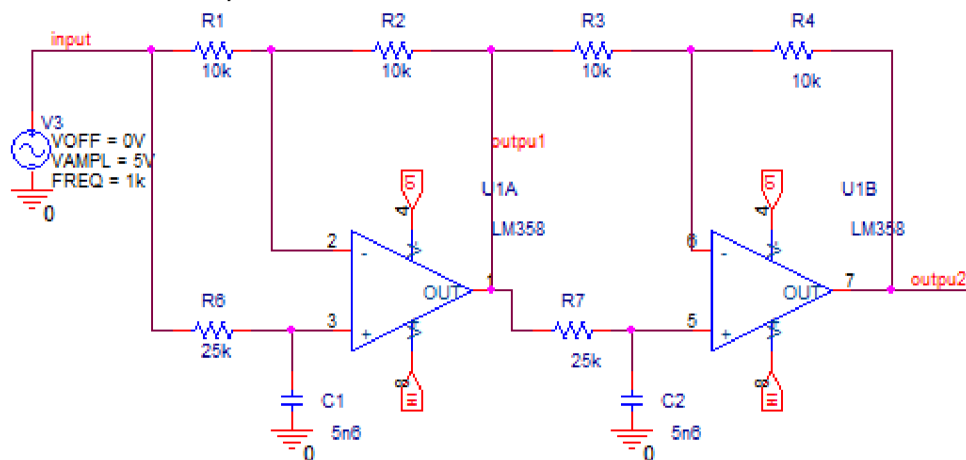 R1 R2 R3 R4
input
10k 10k 10k 10k
V3
VOFF = 0V
VAMPL = 5V
FREQ = 1k
0
outpu1
U1A
LM358
U1B
LM358
4 4
2 6
OUT 1
OUT 7
outpu2
R6 R7
3 5
25k 25k
8 8
C1 C2
5n6 5n6
0 0